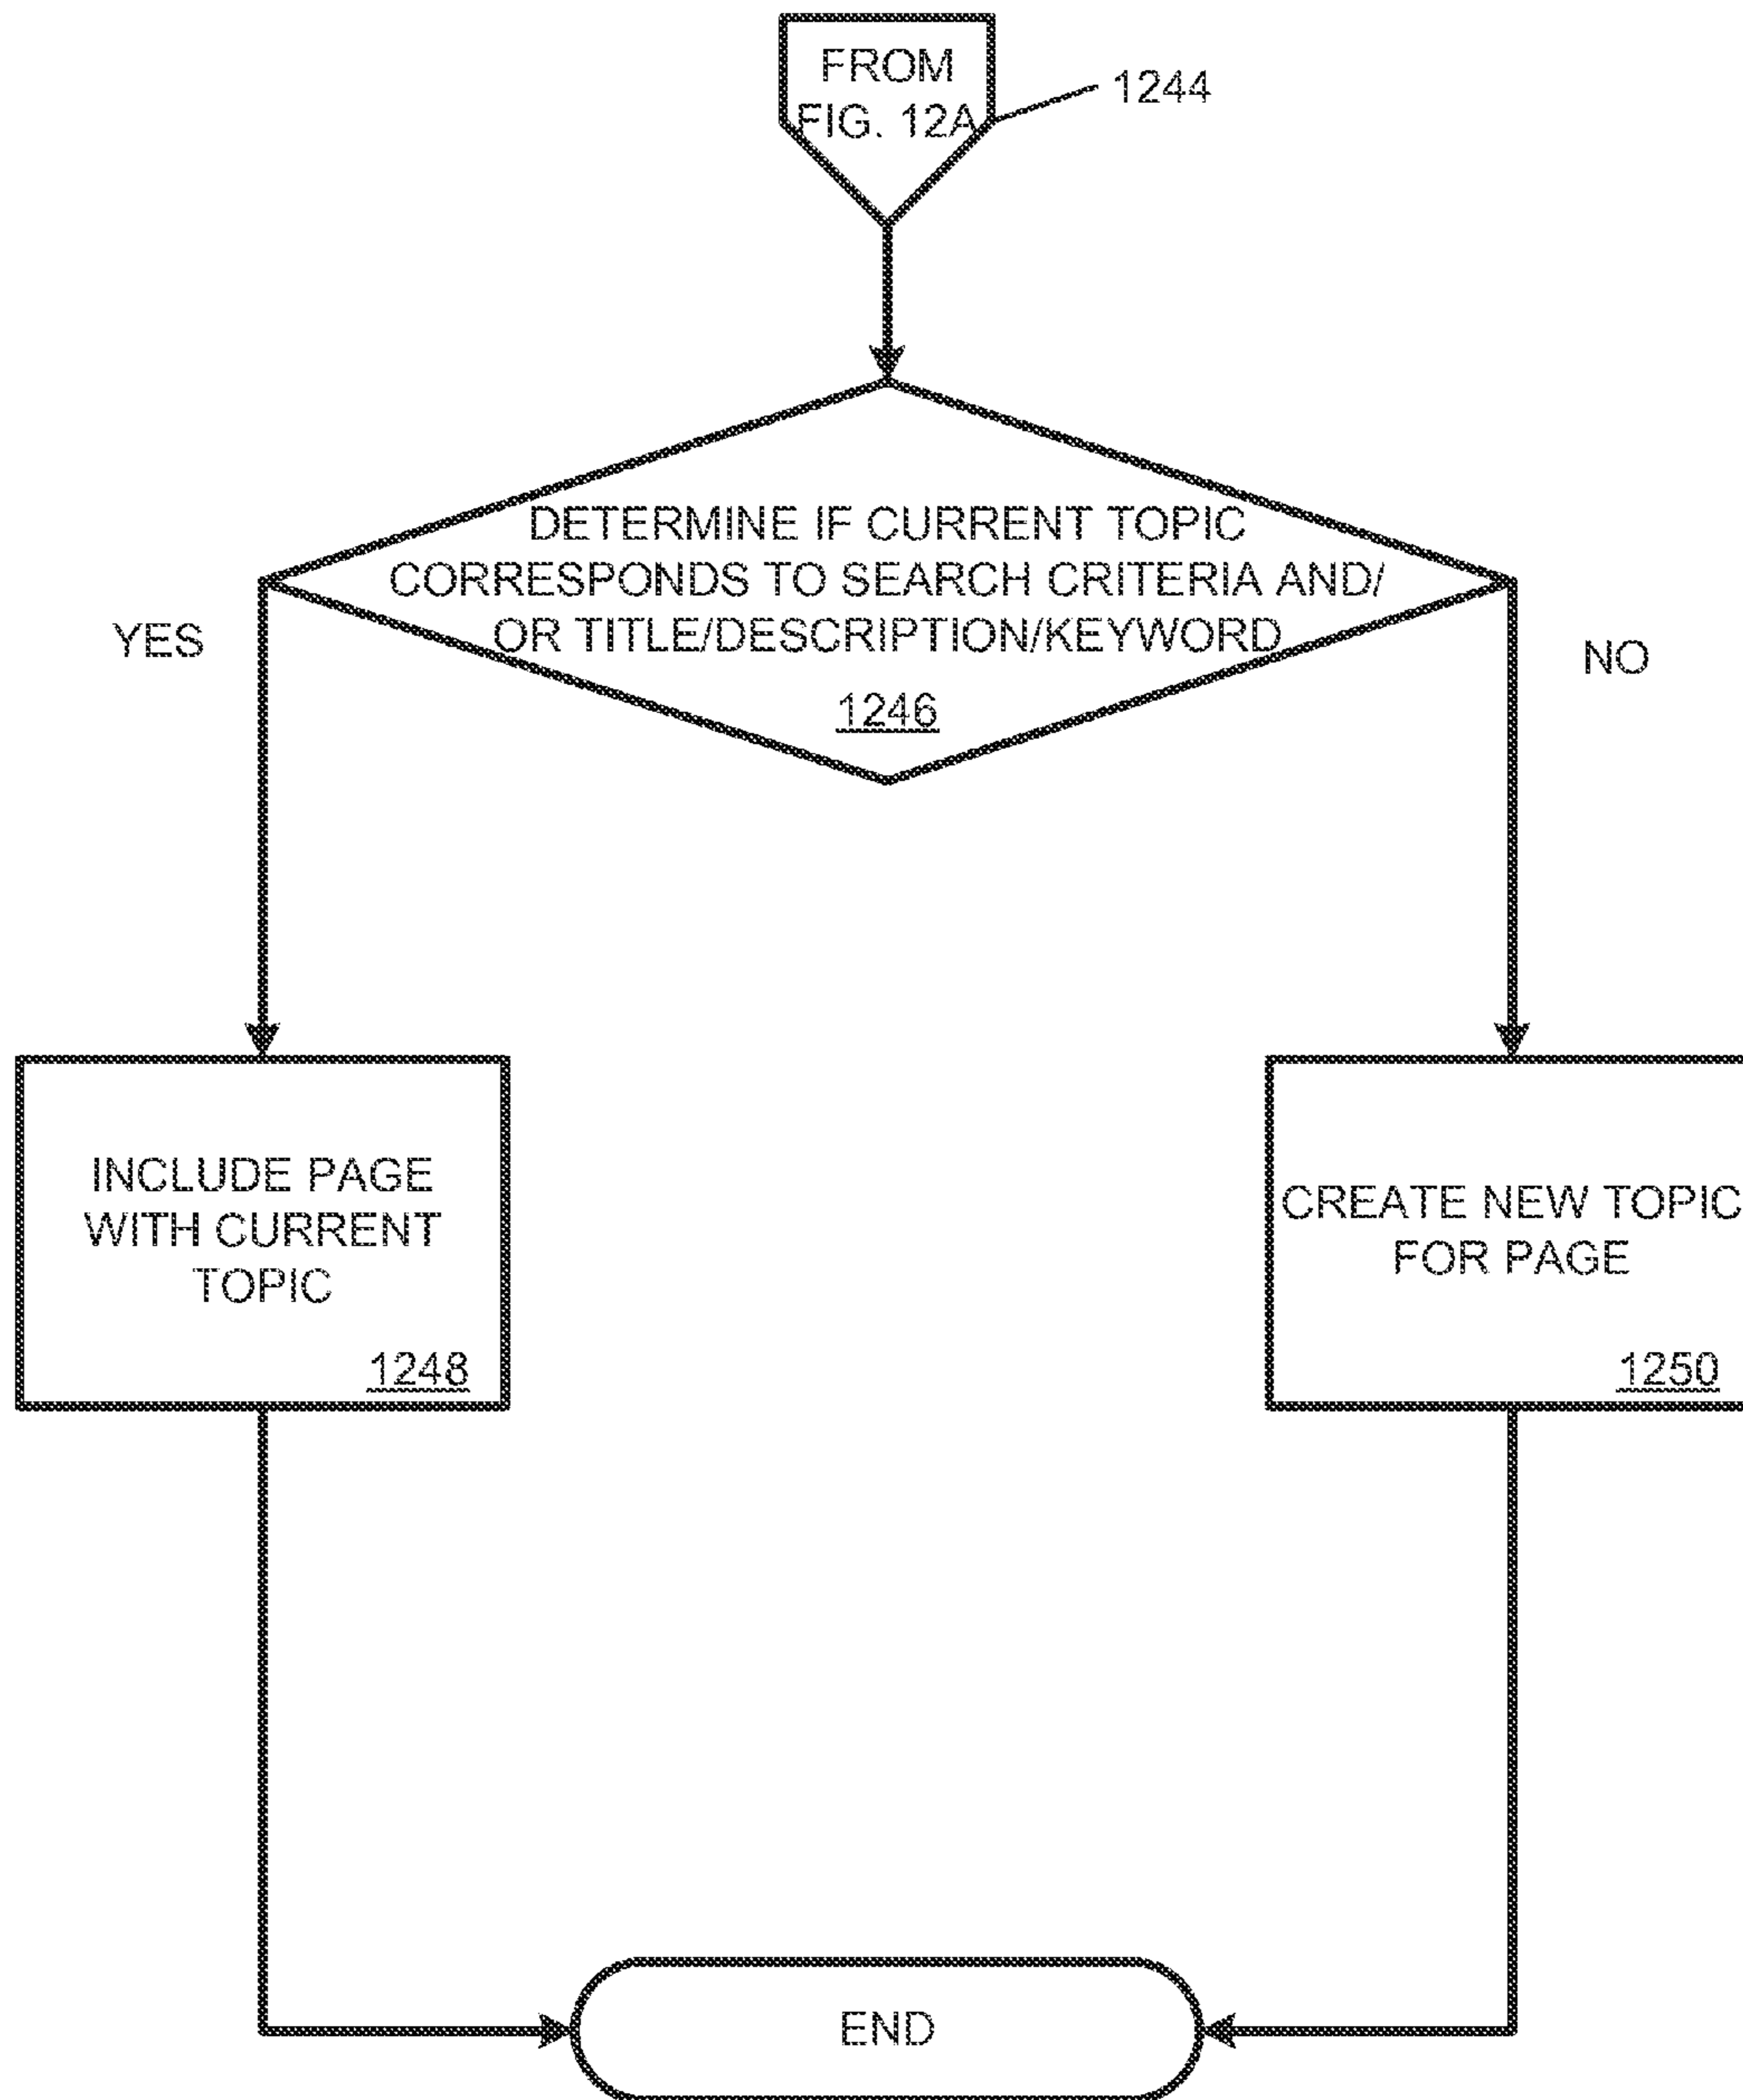 FROM
FIG. 12A
1244
DETERMINE IF CURRENT TOPIC
CORRESPONDS TO SEARCH CRITERIA AND/
OR TITLE/DESCRIPTION/KEYWORD
1246
YES
NO
INCLUDE PAGE
WITH CURRENT
TOPIC
1248
CREATE NEW TOPIC
FOR PAGE
1250
END